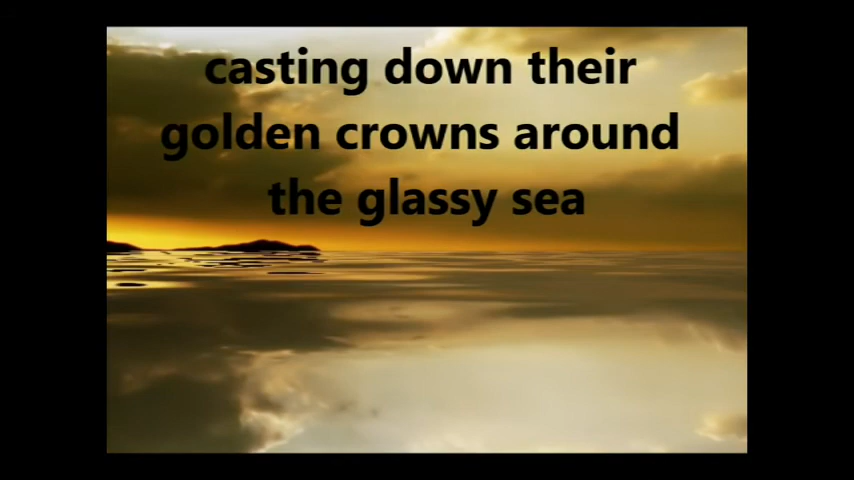 casting down their
golden crowns around
the glassy sea